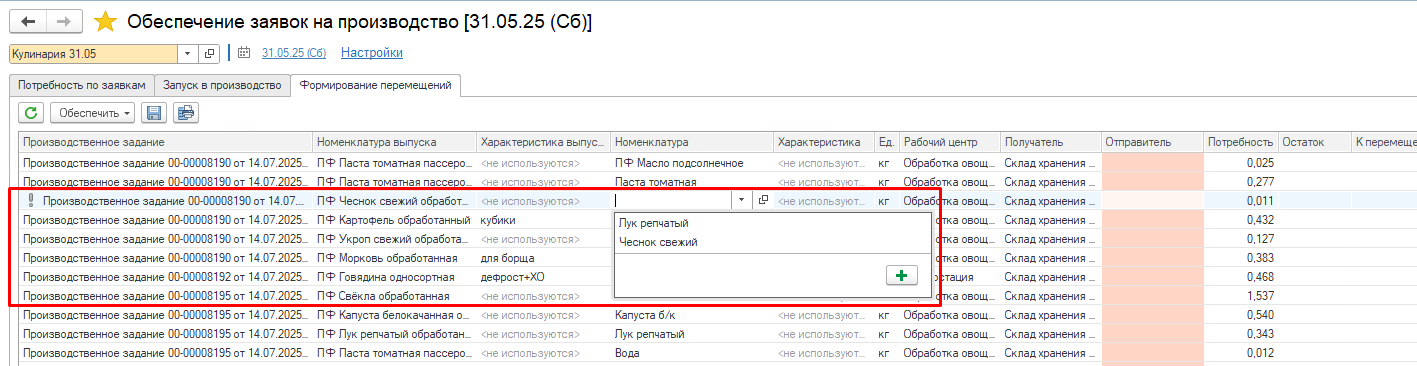 Обеспечение заявок на производство [31.05.25 (Сб)]
Кулинария 31.05 31.05.25 (Сб) Настройки
Потребность по заявкам Запуск в производство Формирование перемещений
Обеспечить
Производственное задание Номенклатура выпуска Характеристика выпус... Номенклатура Характеристика Ед. Рабочий центр Получатель Отправитель Потребность Остаток К перемеще
Производственное задание 00-00008190 от 14.07.2025... ПФ Паста томатная пассеро... <не используются> ПФ Масло подсолнечное <не используют... кг Обработка овощ... Склад хранения ... 0,025
Производственное задание 00-00008190 от 14.07.2025... ПФ Паста томатная пассеро... <не используются> Паста томатная <не используют... кг Обработка овощ... Склад хранения ... 0,277
Производственное задание 00-00008190 от 14.07.... ПФ Чеснок свежий обработ... <не используются> <не используют... кг Обработка овощ... Склад хранения ... 0,011
Производственное задание 00-00008190 от 14.07.2025... ПФ Картофель обработанный кубики Лук репчатый ботка овощ... Склад хранения ... 0,432
Производственное задание 00-00008190 от 14.07.2025... ПФ Укроп свежий обработа... <не используются> Чеснок свежий ботка овощ... Склад хранения ... 0,127
Производственное задание 00-00008190 от 14.07.2025... ПФ Морковь обработанная для борща ботка овощ... Склад хранения ... 0,383
Производственное задание 00-00008192 от 14.07.2025... ПФ Говядина односортная дефрост+ХО остация Склад хранения ... 0,468
Производственное задание 00-00008195 от 14.07.2025... ПФ Свёкла обработанная <не используются> <не используют... кг Обработка овощ... Склад хранения ... 1,537
Производственное задание 00-00008195 от 14.07.2025... ПФ Капуста белокачанная о... <не используются> Капуста б/к <не используют... кг Обработка овощ... Склад хранения ... 0,540
Производственное задание 00-00008195 от 14.07.2025... ПФ Лук репчатый обработан... <не используются> Лук репчатый <не используют... кг Обработка овощ... Склад хранения ... 0,343
Производственное задание 00-00008195 от 14.07.2025... ПФ Паста томатная пассеро... <не используются> Вода <не используют... кг Обработка овощ... Склад хранения ... 0,012